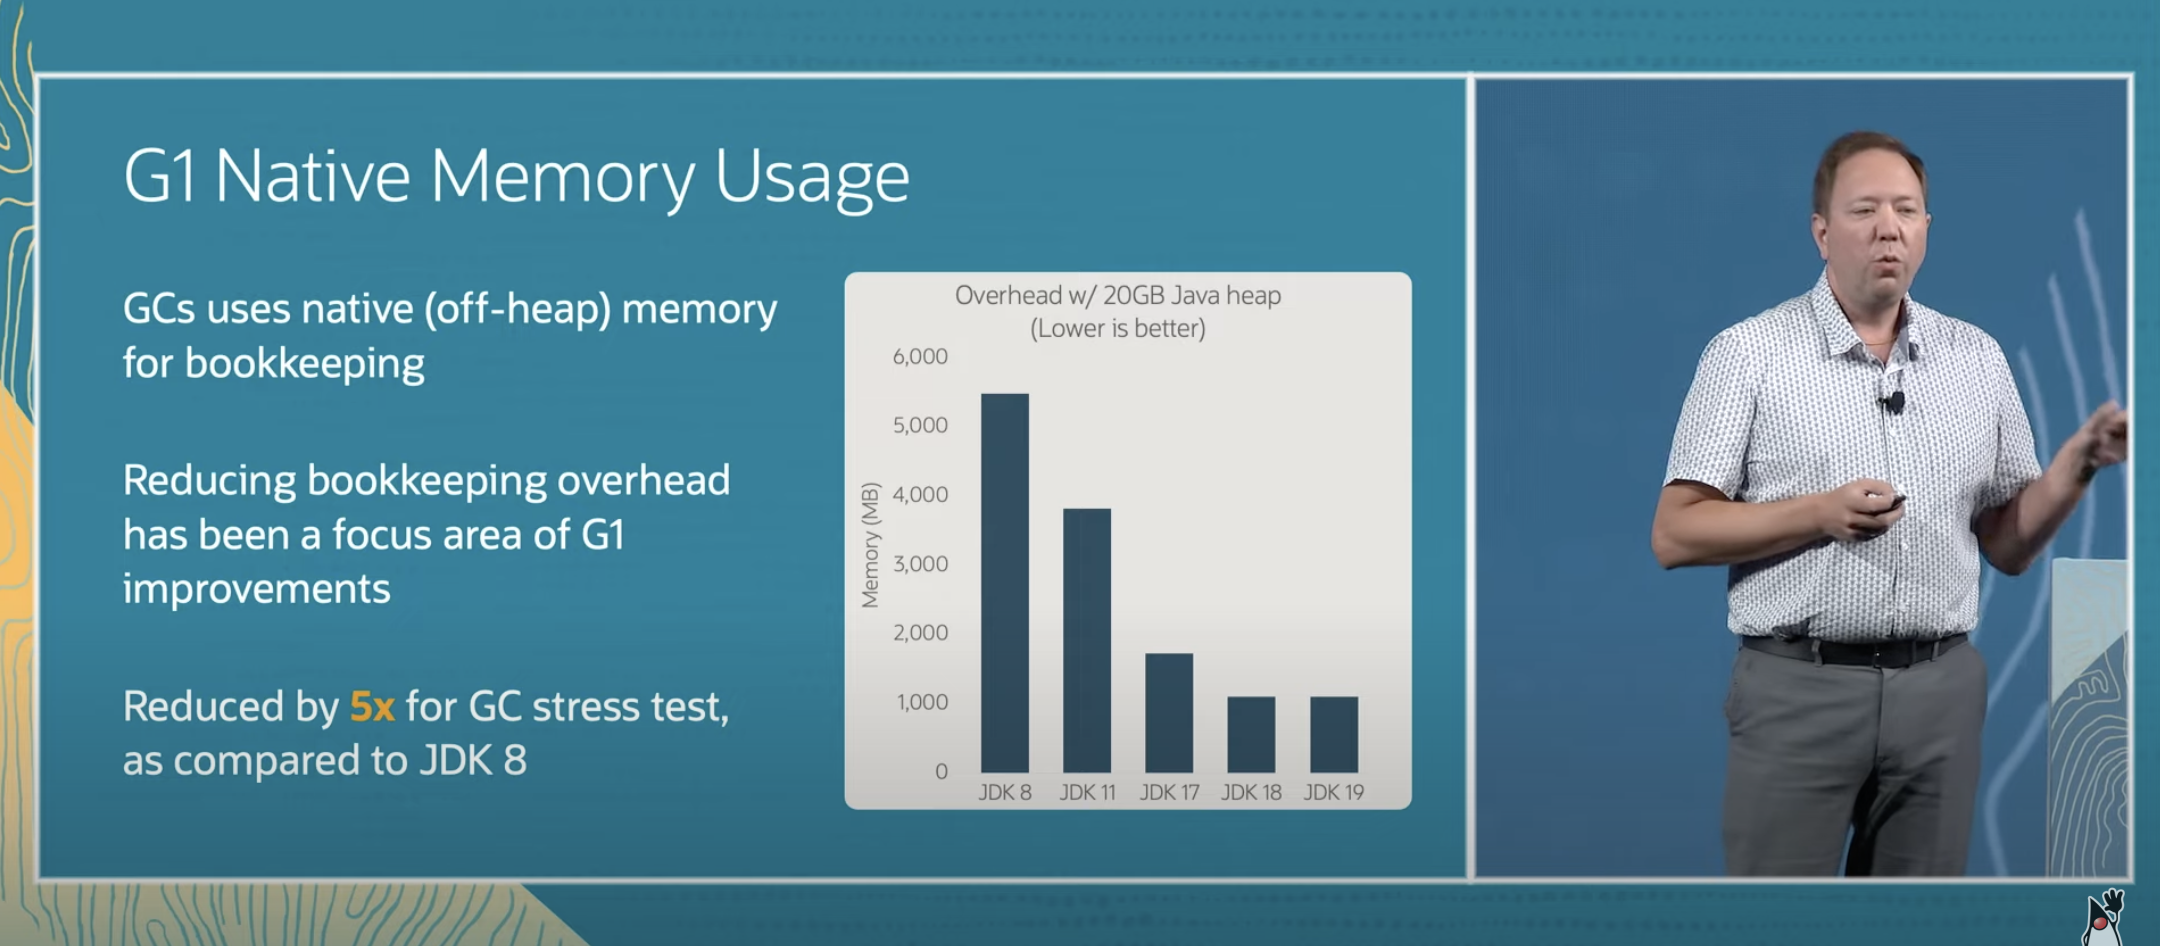 G1 Native Memory Usage
GCs uses native (off-heap) memory
for bookkeeping
Reducing bookkeeping overhead
has been a focus area of G1
improvements
Reduced by 5x for GC stress test,
as compared to JDK 8
Overhead w/ 20GB Java heap
(Lower is better)
Memory (MB)
6,000
5,000
4,000
3,000
2,000
1,000
0
JDK 8 JDK 11 JDK 17 JDK 18 JDK 19